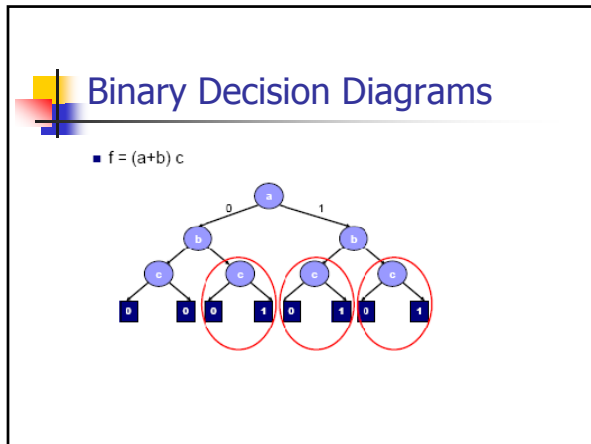 Binary Decision Diagrams
f = (a+b) c
a
0 1
b b
c c c c
0 0 0 1 0 1 0 1